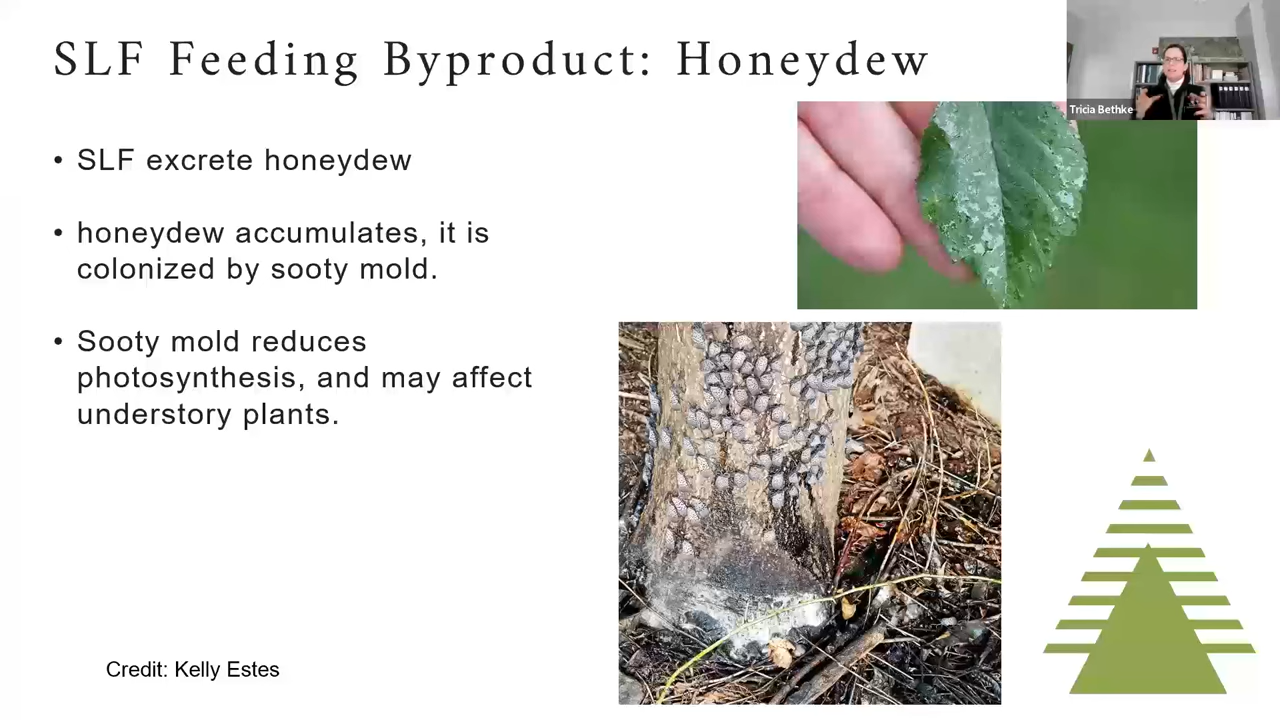 SLF Feeding Byproduct: Honeydew
Tricia Bethke
• SLF excrete honeydew
• honeydew accumulates, it is
colonized by sooty mold.
• Sooty mold reduces
photosynthesis, and may affect
understory plants.
Credit: Kelly Estes